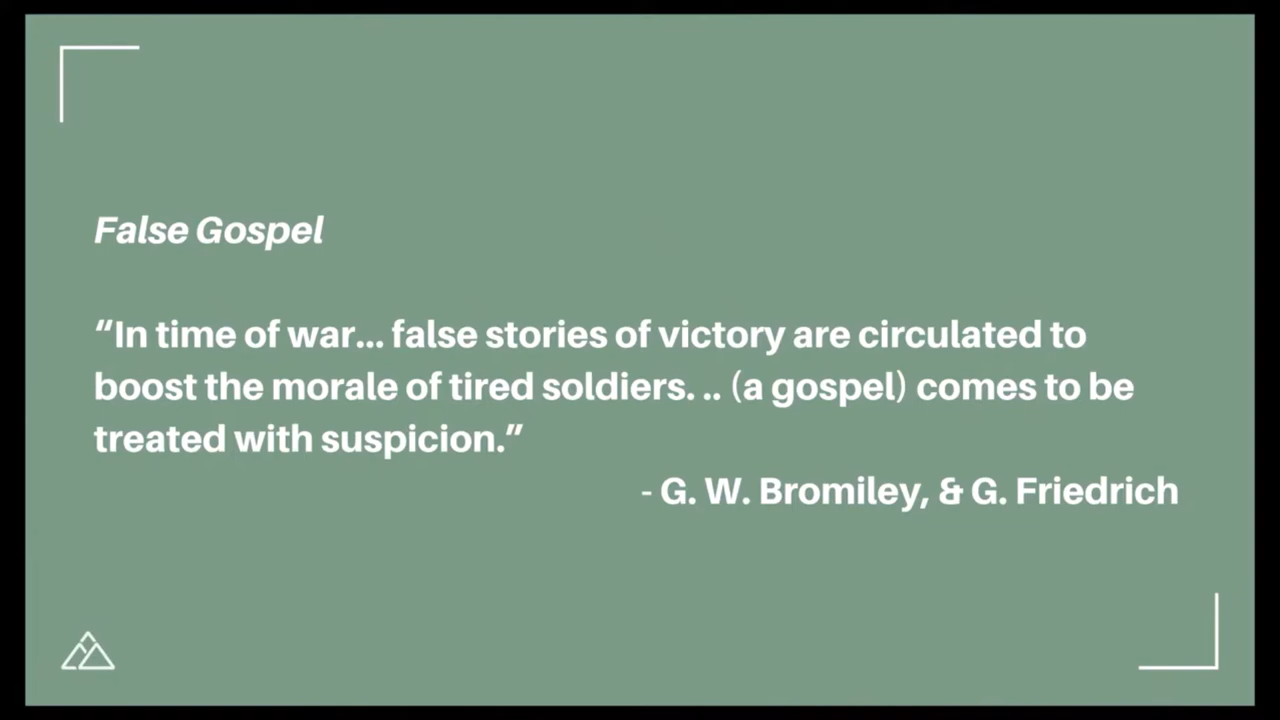 False Gospel
“In time of war... false stories of victory are circulated to
boost the morale of tired soldiers. .. (a gospel) comes to be
treated with suspicion.”
- G. W. Bromiley, & G. Friedrich